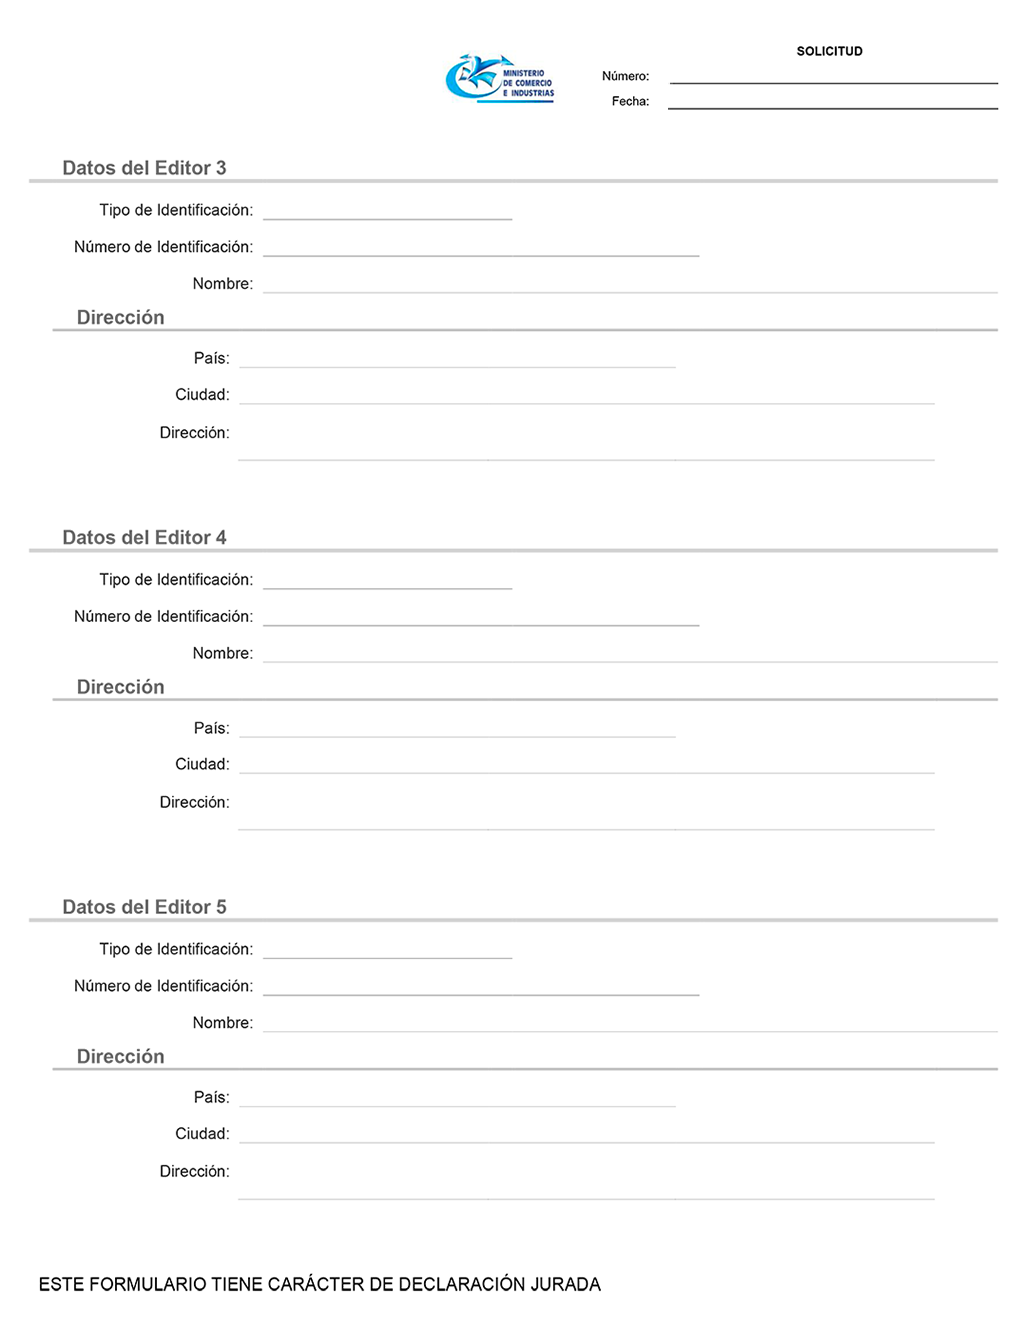 SOLICITUD
MINISTERIO
DE COMERCIO
E INDUSTRIAS
Número:
Fecha:
Datos del Editor 3
Tipo de Identificación:
Número de Identificación:
Nombre:
Dirección
País:
Ciudad:
Dirección:
Datos del Editor 4
Tipo de Identificación:
Número de Identificación:
Nombre:
Dirección
País:
Ciudad:
Dirección:
Datos del Editor 5
Tipo de Identificación:
Número de Identificación:
Nombre:
Dirección
País:
Ciudad:
Dirección:
ESTE FORMULARIO TIENE CARÁCTER DE DECLARACIÓN JURADA